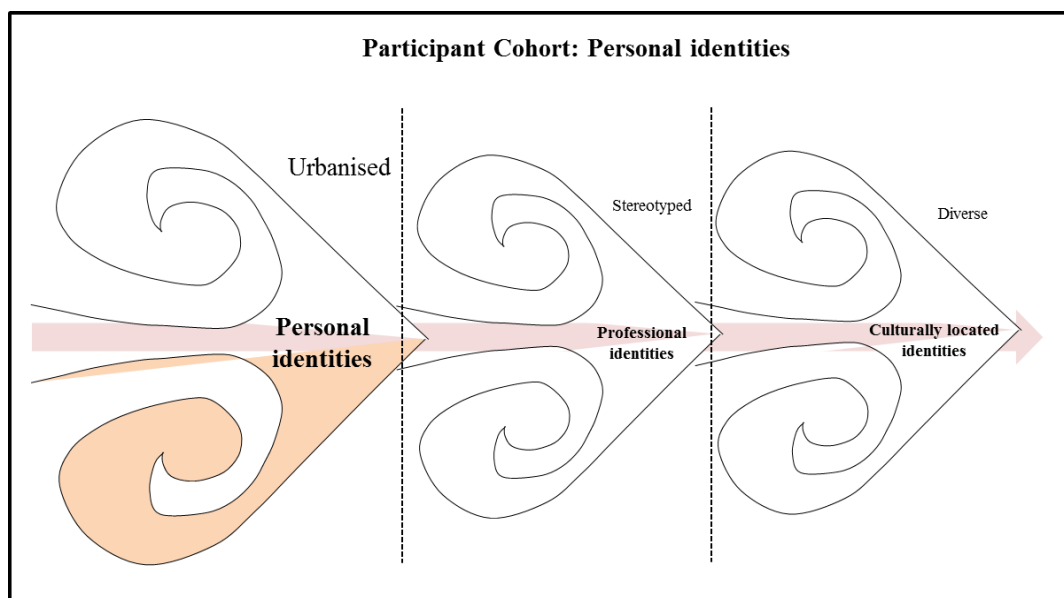 Participant Cohort: Personal identities
Urbanised
Stereotyped
Diverse
Personal
identities
Professional
identities
Culturally located
identities